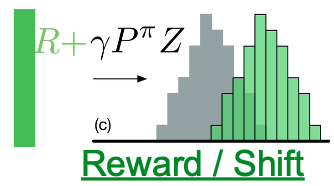 R+γP^π Z
(c)
Reward / Shift